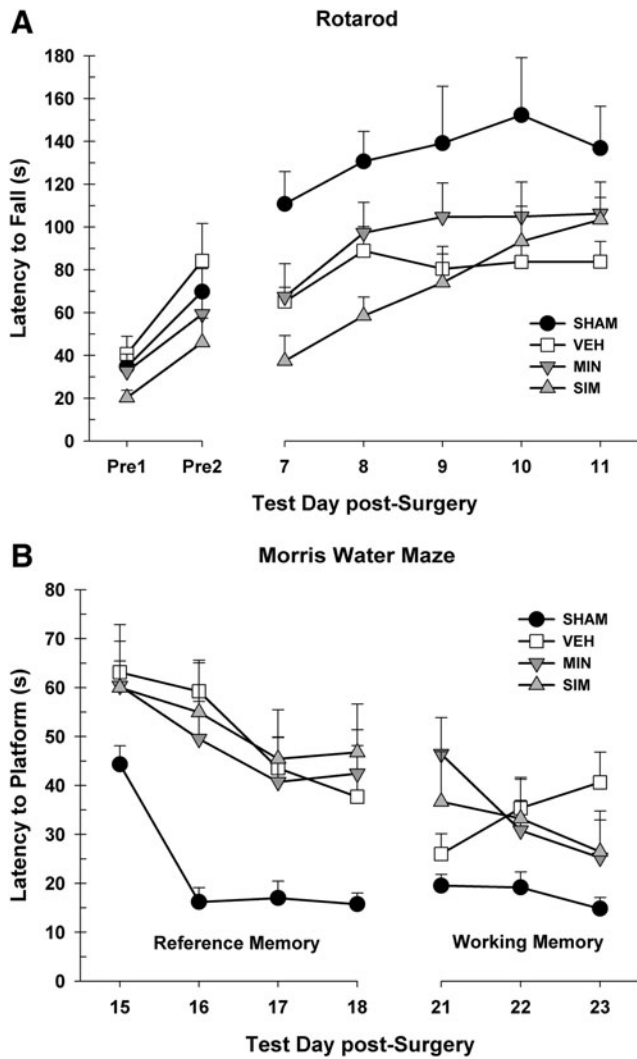 A
Rotarod
Latency to Fall (s)
180
160
140
120
100
80
60
40
20
0
SHAM
VEH
MIN
SIM
Pre1 Pre2 7 8 9 10 11
Test Day post-Surgery
B
Morris Water Maze
Latency to Platform (s)
80
70
60
50
40
30
20
10
0
SHAM
VEH
MIN
SIM
Reference Memory Working Memory
15 16 17 18 21 22 23
Test Day post-Surgery